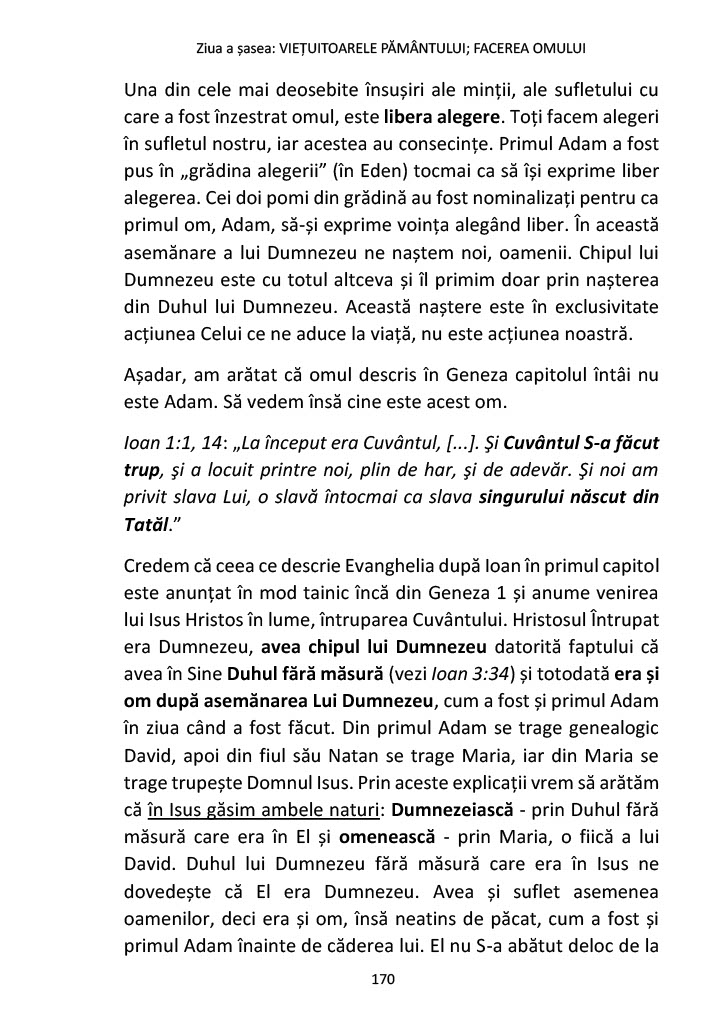 Ziua a șasea: VIEȚUITOARELE PĂMÂNTULUI; FACEREA OMULUI
Una din cele mai deosebite însușiri ale minții, ale sufletului cu
care a fost înzestrat omul, este libera alegere. Toți facem alegeri
în sufletul nostru, iar acestea au consecințe. Primul Adam a fost
pus în „grădina alegerii” (în Eden) tocmai ca să își exprime liber
alegerea. Cei doi pomi din grădină au fost nominalizați pentru ca
primul om, Adam, să-și exprime voința alegând liber. În această
asemănare a lui Dumnezeu ne naștem noi, oamenii. Chipul lui
Dumnezeu este cu totul altceva și îl primim doar prin nașterea
din Duhul lui Dumnezeu. Această naștere este în exclusivitate
acțiunea Celui ce ne aduce la viață, nu este acțiunea noastră.
Așadar, am arătat că omul descris în Geneza capitolul întâi nu
este Adam. Să vedem însă cine este acest om.
Ioan 1:1, 14: „La început era Cuvântul, [...]. Şi Cuvântul S-a făcut
trup, şi a locuit printre noi, plin de har, şi de adevăr. Şi noi am
privit slava Lui, o slavă întocmai ca slava singurului născut din
Tatăl.”
Credem că ceea ce descrie Evanghelia după Ioan în primul capitol
este anunțat în mod tainic încă din Geneza 1 și anume venirea
lui Isus Hristos în lume, întruparea Cuvântului. Hristosul Întrupat
era Dumnezeu, avea chipul lui Dumnezeu datorită faptului că
avea în Sine Duhul fără măsură (vezi Ioan 3:34) și totodată era și
om după asemănarea Lui Dumnezeu, cum a fost și primul Adam
în ziua când a fost făcut. Din primul Adam se trage genealogic
David, apoi din fiul său Natan se trage Maria, iar din Maria se
trage trupește Domnul Isus. Prin aceste explicații vrem să arătăm
că în Isus găsim ambele naturi: Dumnezeiască - prin Duhul fără
măsură care era în El și omenească - prin Maria, o fiică a lui
David. Duhul lui Dumnezeu fără măsură care era în Isus ne
dovedește că El era Dumnezeu. Avea și suflet asemenea
oamenilor, deci era și om, însă neatins de păcat, cum a fost și
primul Adam înainte de căderea lui. El nu S-a abătut deloc de la
170